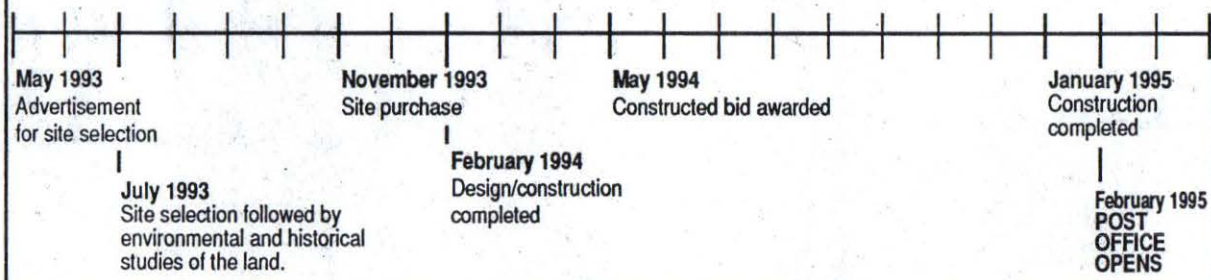 May 1993
Advertisement
for site selection
July 1993
Site selection followed by
environmental and historical
studies of the land.
November 1993
Site purchase
February 1994
Design/construction
completed
May 1994
Constructed bid awarded
January 1995
Construction
completed
February 1995
POST
OFFICE
OPENS